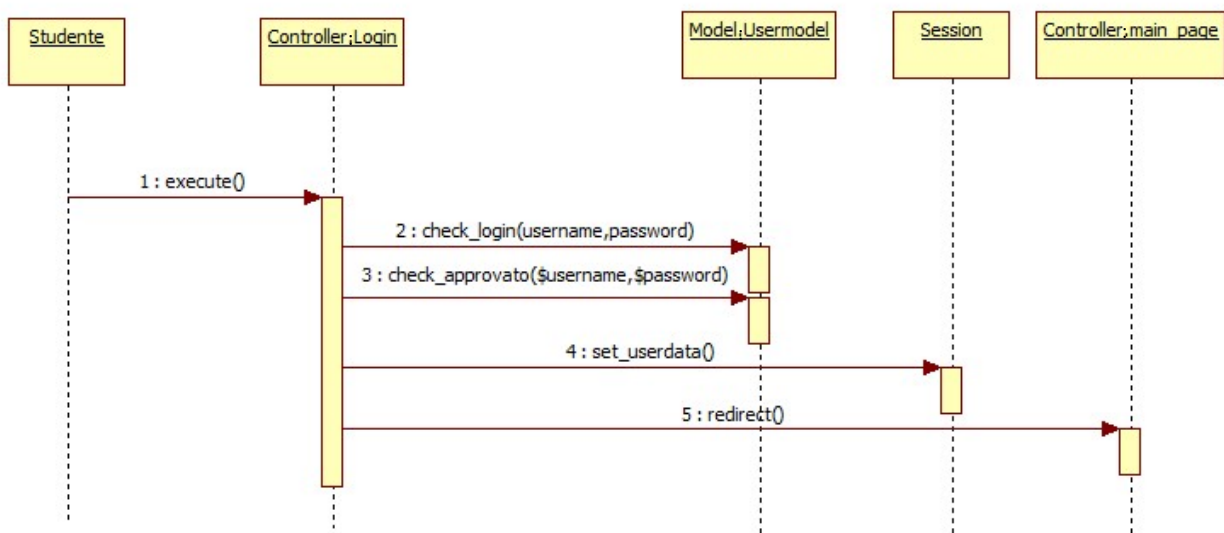 Studente
Controller;Login
Model;Usermodel
Session
Controller;main_page
1 : execute()
2 : check_login(username,password)
3 : check_approvato($username,$password)
4 : set_userdata()
5 : redirect()